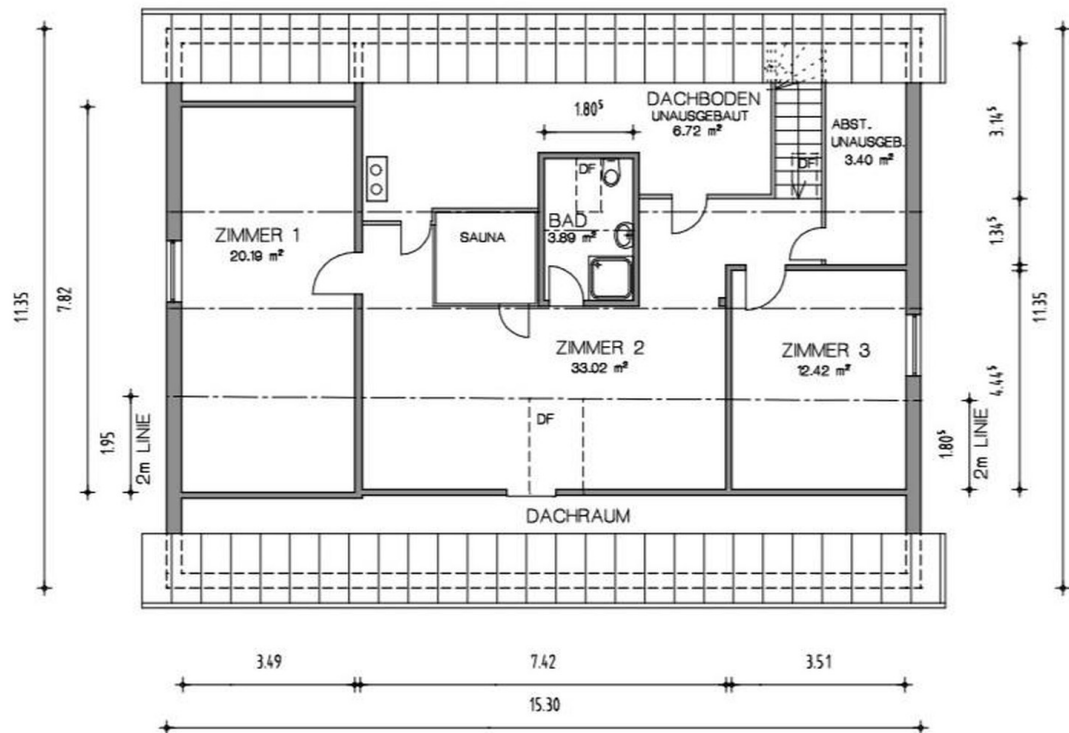 DACHBODEN
UNAUSGEBAUT
6.72 m²
1.80⁵
ABST.
UNAUSGEB.
3.40 m²
DF
DF
3.14⁵
ZIMMER 1
20.19 m²
SAUNA
BAD
3.89 m²
1.34⁵
11.35
7.82
11.35
ZIMMER 2
33.02 m²
ZIMMER 3
12.42 m²
4.44⁵
DF
1.95
2m LINIE
1.80⁵
2m LINIE
DACHRAUM
3.49
7.42
3.51
15.30